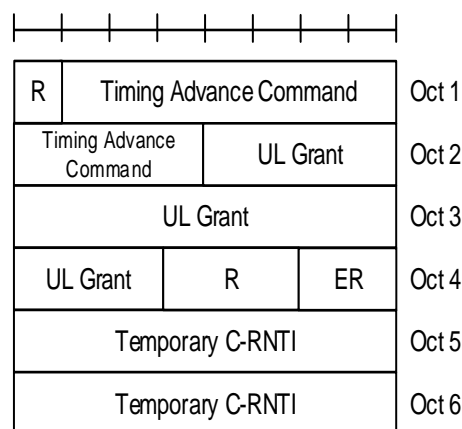 R Timing Advance Command Oct 1
Timing Advance Command UL Grant Oct 2
UL Grant Oct 3
UL Grant R ER Oct 4
Temporary C-RNTI Oct 5
Temporary C-RNTI Oct 6